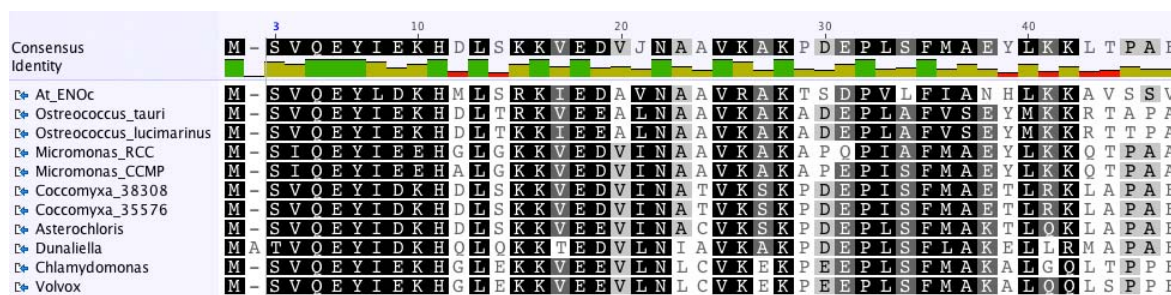 3 10 20 30 40
Consensus M - S V Q E Y I E K H D L S K K V E D V J N A A V K A K P D E P L S F M A E Y L K K L T P A
Identity
At_ENOc M - S V Q E Y L D K H M L S R K I E D A V N A A V R A K T S D P V L F I A N H L K K A V S S
Ostreococcus_tauri M - S V Q E Y I E K H D L T R K V E E A L N A A V K A K A D E P L A F V S E Y M K K R T A P
Ostreococcus_lucimarinus M - S V Q E Y I E K H D L T K K I E E A L N A A V K A K A D E P L A F V S E Y M K K R T T P
Micromonas_RCC M - S I Q E Y I E E H G L G K K V E D V I N A A V K A K A P Q P I A F M A E Y L K K Q T P A
Micromonas_CCMP M - S I Q E Y I E E H A L G K K V E D V I N A A V K A K A P E P I A F M A E Y L K K Q T P A
Coccomyxa_38308 M - S V Q E Y I D K H D L S K K V E D V I N A T V K S K P D E P I S F M A E T L R K L A P A
Coccomyxa_35576 M - S V Q E Y I D K H D L S K K V E D V I N A T V K S K P D E P I S F M A E T L R K L A P A
Asterochloris M - S V Q E Y I D K H D L S K K V E E V I N A C V K S K P D E P L S F M A K T L Q K L A P A
Dunaliella M A T V Q E Y I D K H Q L Q K K T E D V L N I A V K A K P D E P L S F L A K E L L R M A P A
Chlamydomonas M - S V Q E Y I E K H G L E K K V E E V L N L C V K E K P E E P L S F M A K A L G Q L T P P
Volvox M - S V Q E Y I E K H G L E K K V E E V L N L C V K E K P E E P L S F M A K A L G Q L S P P